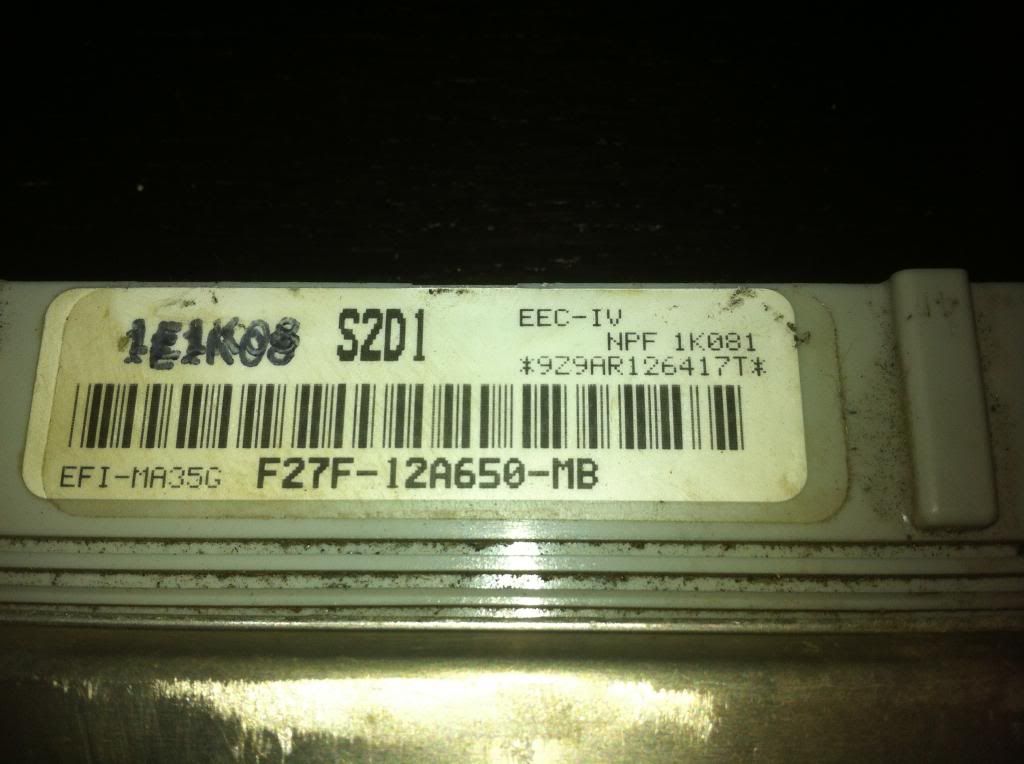 1E1K08 S2D1
EEC-IV
NPF 1K081
*9Z9AR126417T*
EFI-MA35G F27F-12A650-MB